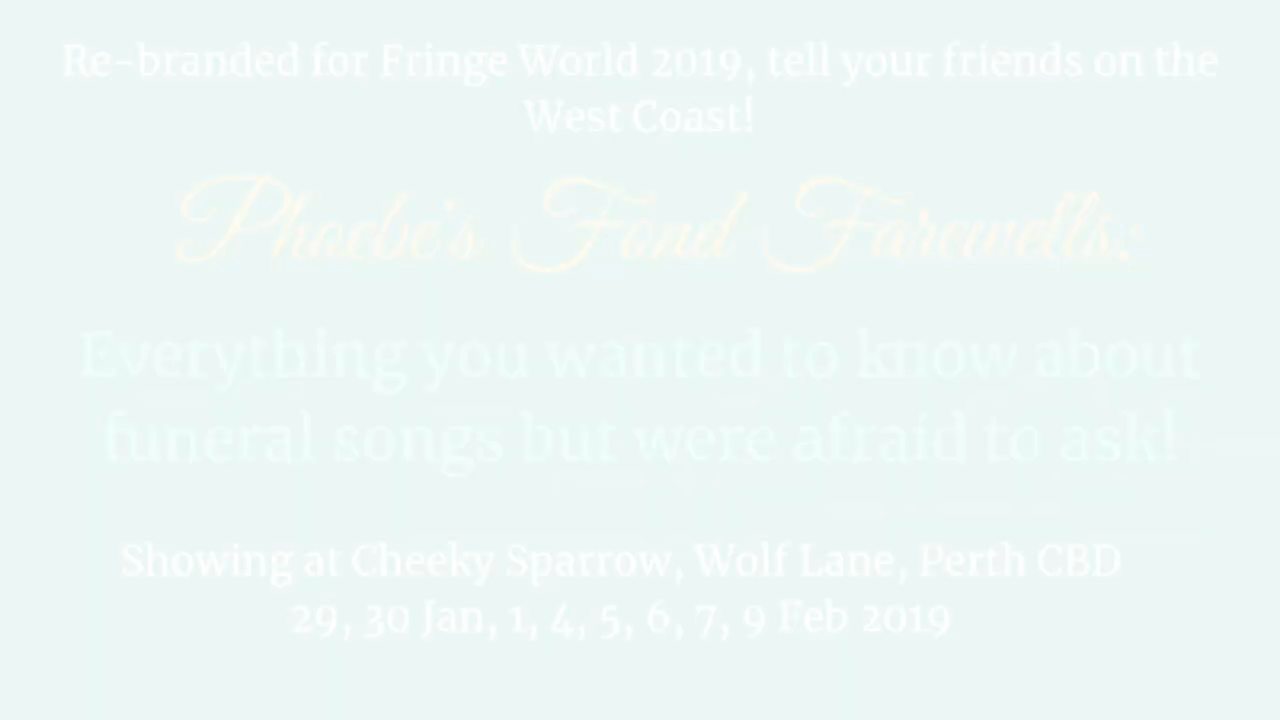 Re-branded for Fringe World 2019, tell your friends on the
West Coast!
Phoebe's Fond Farewells.
Everything you wanted to know about
funeral songs but were afraid to ask!
Showing at Cheeky Sparrow, Wolf Lane, Perth CBD
29, 30 Jan, 1, 4, 5, 6, 7, 9 Feb 2019